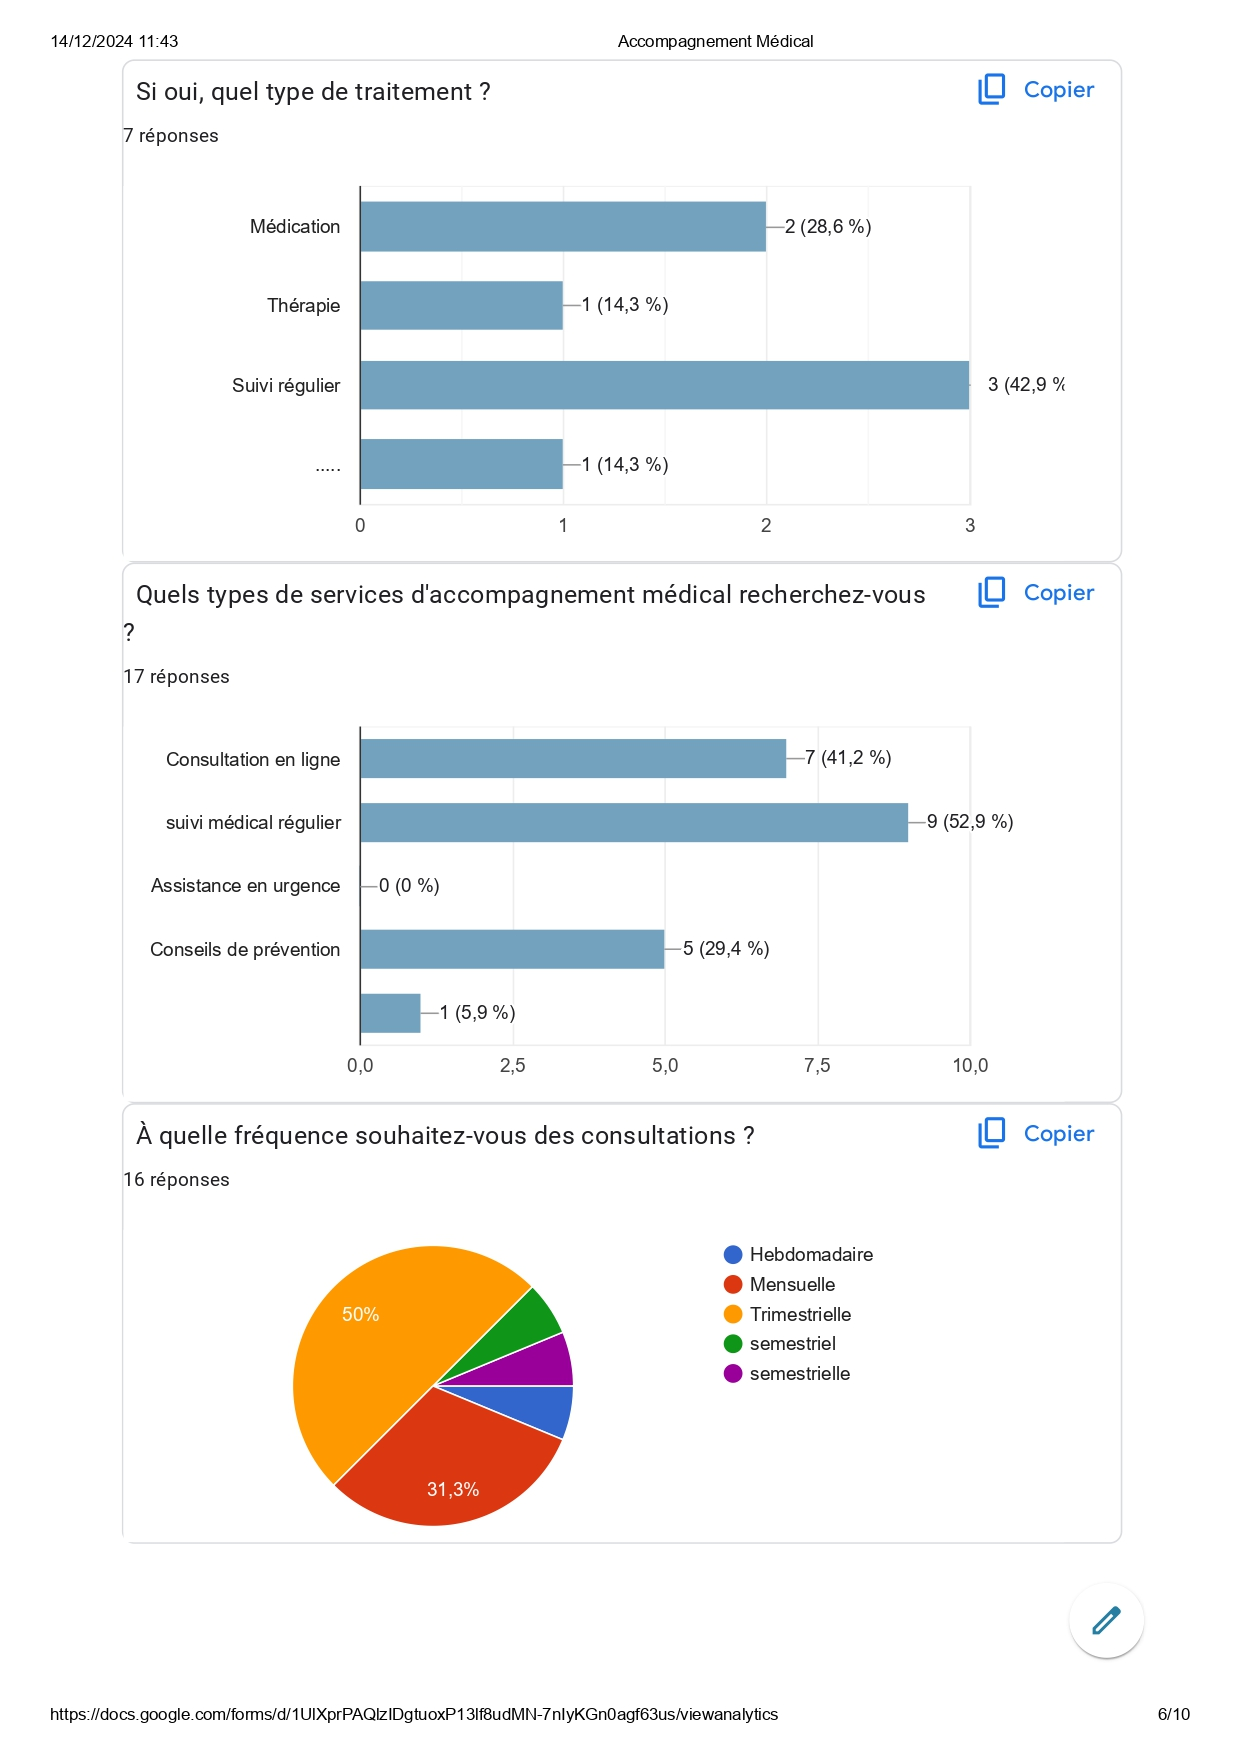 14/12/2024 11:43
Accompagnement Médical
Si oui, quel type de traitement ?
Copier
7 réponses
Médication
2 (28,6 %)
Thérapie
1 (14,3 %)
Suivi régulier
3 (42,9 %
.....
1 (14,3 %)
0
1
2
3
Quels types de services d'accompagnement médical recherchez-vous
?
Copier
17 réponses
Consultation en ligne
7 (41,2 %)
suivi médical régulier
9 (52,9 %)
Assistance en urgence
0 (0 %)
Conseils de prévention
5 (29,4 %)
1 (5,9 %)
0,0
2,5
5,0
7,5
10,0
À quelle fréquence souhaitez-vous des consultations ?
Copier
16 réponses
50%
31,3%
Hebdomadaire
Mensuelle
Trimestrielle
semestriel
semestrielle
https://docs.google.com/forms/d/1UIXprPAQlzIDgtuoxP13lf8udMN-7nIyKGn0agf63us/viewanalytics
6/10